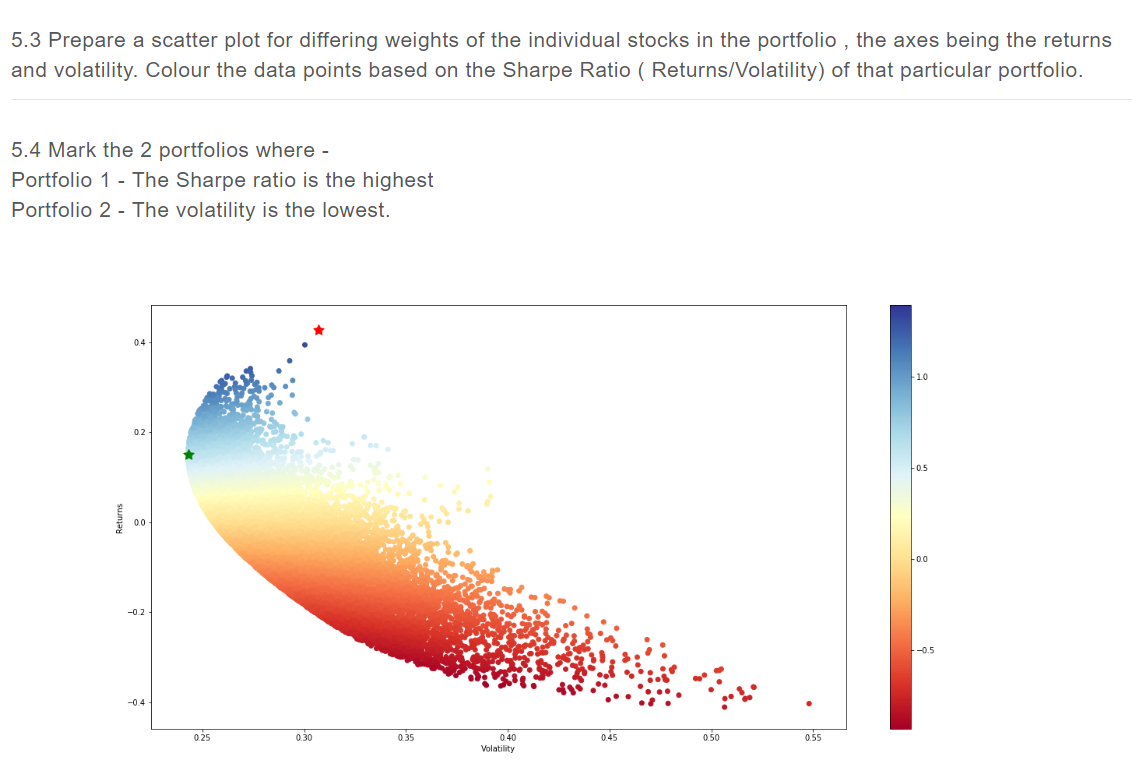 5.3 Prepare a scatter plot for differing weights of the individual stocks in the portfolio , the axes being the returns
and volatility. Colour the data points based on the Sharpe Ratio ( Returns/Volatility) of that particular portfolio.
5.4 Mark the 2 portfolios where -
Portfolio 1 - The Sharpe ratio is the highest
Portfolio 2 - The volatility is the lowest.
0.4
0.2
0.0
−0.2
−0.4
Returns
0.25 0.30 0.35 0.40 0.45 0.50 0.55
Volatility
1.0
0.5
0.0
−0.5